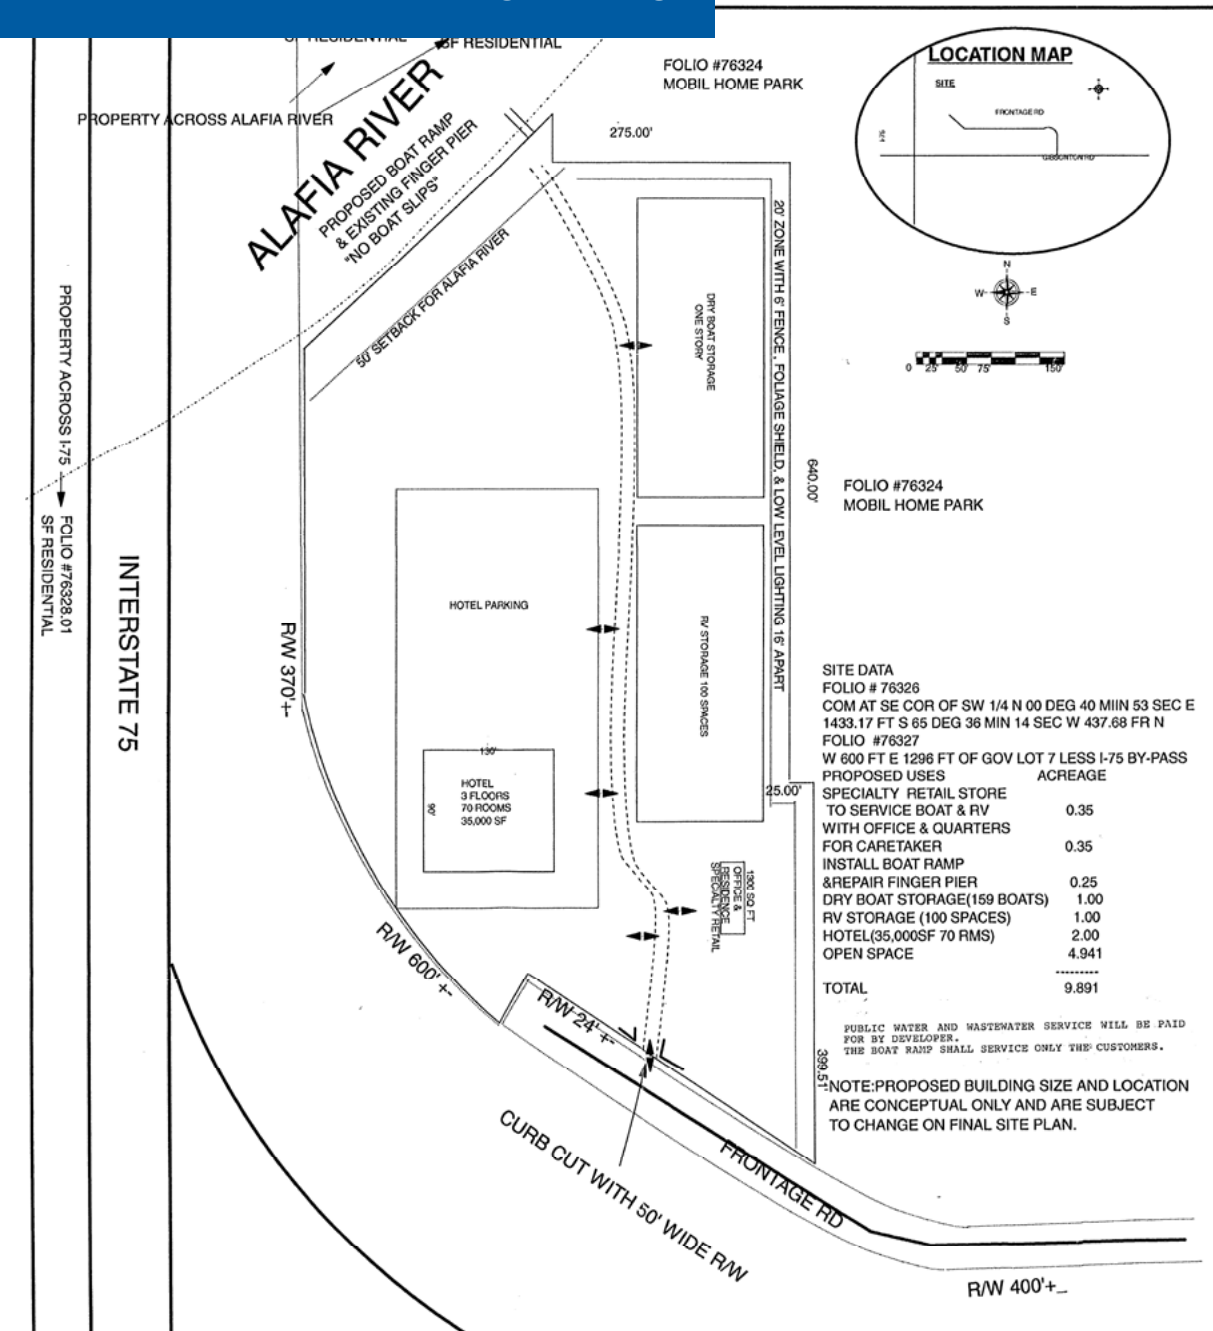 SF RESIDENTIAL
SF RESIDENTIAL
PROPERTY ACROSS ALAFIA RIVER
ALAFIA RIVER
PROPOSED BOAT RAMP
& EXISTING FINGER PIER
"NO BOAT SLIPS"
50' SETBACK FOR ALAFIA RIVER
FOLIO #76324
MOBIL HOME PARK
275.00'
LOCATION MAP
SITE
FRONTAGE RD
I-75
GIBSONTON RD
N
W
E
S
0 25' 50' 75' 150'
PROPERTY ACROSS I-75
FOLIO #76328.01
SF RESIDENTIAL
INTERSTATE 75
R/W 370'+-
DRY BOAT STORAGE
ONE STORY
20' ZONE WITH 6' FENCE, FOLIAGE SHIELD, & LOW LEVEL LIGHTING 16' APART
640.00'
FOLIO #76324
MOBIL HOME PARK
HOTEL PARKING
RV STORAGE 100 SPACES
130'
90'
HOTEL
3 FLOORS
70 ROOMS
35,000 SF
25.00'
1300 SQ FT
OFFICE &
RESIDENCE
SPECIALTY RETAIL
R/W 600' +-
R/W 24' +-
399.51'
CURB CUT WITH 50' WIDE R/W
FRONTAGE RD
R/W 400'+-
SITE DATA
FOLIO # 76326
COM AT SE COR OF SW 1/4 N 00 DEG 40 MIIN 53 SEC E
1433.17 FT S 65 DEG 36 MIN 14 SEC W 437.68 FR N
FOLIO #76327
W 600 FT E 1296 FT OF GOV LOT 7 LESS I-75 BY-PASS
PROPOSED USES ACREAGE
SPECIALTY RETAIL STORE
TO SERVICE BOAT & RV 0.35
WITH OFFICE & QUARTERS
FOR CARETAKER 0.35
INSTALL BOAT RAMP
&REPAIR FINGER PIER 0.25
DRY BOAT STORAGE(159 BOATS) 1.00
RV STORAGE (100 SPACES) 1.00
HOTEL(35,000SF 70 RMS) 2.00
OPEN SPACE 4.941
---------
TOTAL 9.891
PUBLIC WATER AND WASTEWATER SERVICE WILL BE PAID
FOR BY DEVELOPER.
THE BOAT RAMP SHALL SERVICE ONLY THE CUSTOMERS.
NOTE:PROPOSED BUILDING SIZE AND LOCATION
ARE CONCEPTUAL ONLY AND ARE SUBJECT
TO CHANGE ON FINAL SITE PLAN.